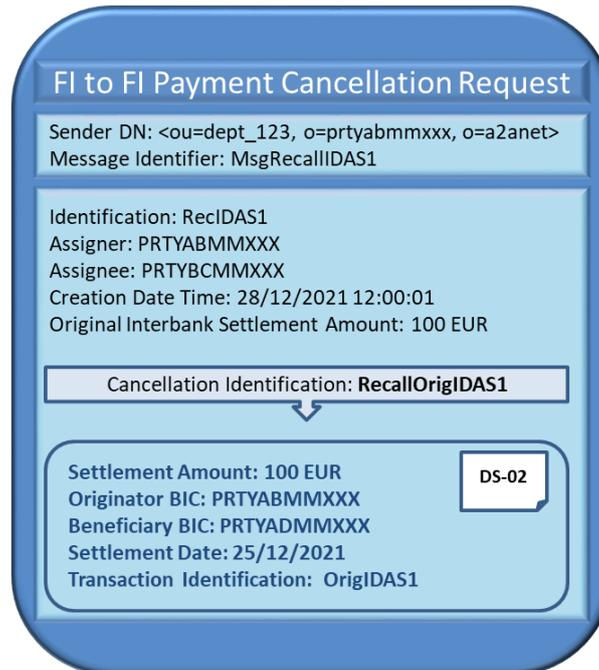 FI to FI Payment Cancellation Request
Sender DN: <ou=dept_123, o=prtyabmmxxx, o=a2anet>
Message Identifier: MsgRecallIDAS1
Identification: RecIDAS1
Assigner: PRTYABMMXXX
Assignee: PRTYBCMMXXX
Creation Date Time: 28/12/2021 12:00:01
Original Interbank Settlement Amount: 100 EUR
Cancellation Identification: RecallOrigIDAS1
Settlement Amount: 100 EUR
DS-02
Originator BIC: PRTYABMMXXX
Beneficiary BIC: PRTYADMMXXX
Settlement Date: 25/12/2021
Transaction Identification: OrigIDAS1